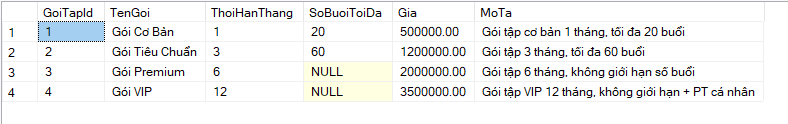 GoiTapId TenGoi ThoiHanThang SoBuoiToiDa Gia MoTa
1 1 Gói Cơ Bản 1 20 500000.00 Gói tập cơ bản 1 tháng, tối đa 20 buổi
2 2 Gói Tiêu Chuẩn 3 60 1200000.00 Gói tập 3 tháng, tối đa 60 buổi
3 3 Gói Premium 6 NULL 2000000.00 Gói tập 6 tháng, không giới hạn số buổi
4 4 Gói VIP 12 NULL 3500000.00 Gói tập VIP 12 tháng, không giới hạn + PT cá nhân